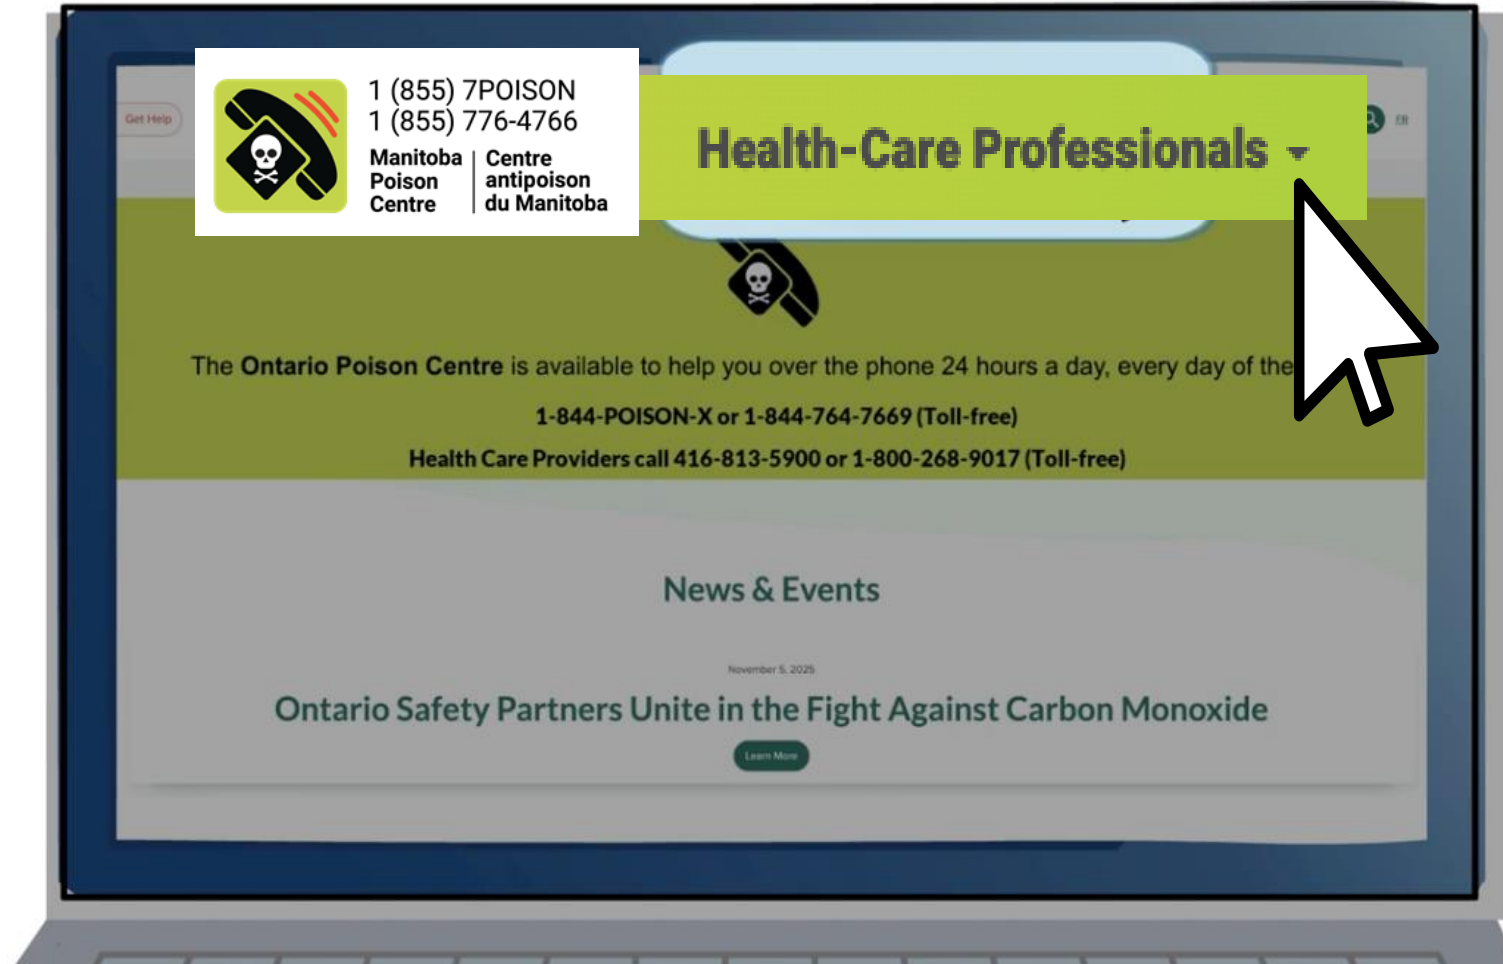 Get Help
1 (855) 7POISON
1 (855) 776-4766
Manitoba Poison Centre
Centre antipoison du Manitoba
Health-Care Professionals
FR
The Ontario Poison Centre is available to help you over the phone 24 hours a day, every day of the
1-844-POISON-X or 1-844-764-7669 (Toll-free)
Health Care Providers call 416-813-5900 or 1-800-268-9017 (Toll-free)
News & Events
November 5, 2025
Ontario Safety Partners Unite in the Fight Against Carbon Monoxide
Learn More